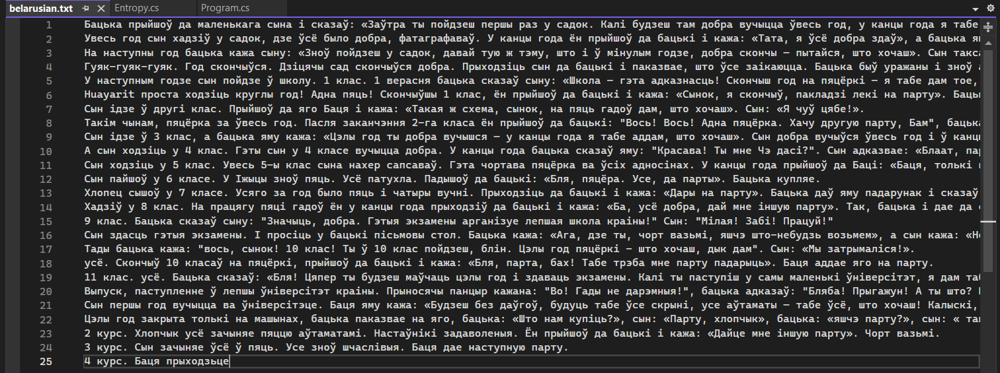 belarusian.txt Entropy.cs Program.cs
1 Бацька прыйшоў да маленькага сына і сказаў: «Заўтра ты пойдзеш першы раз у садок. Калі будзеш там добра вучыцца ўвесь год, у канцы года я табе
2 Увесь год сын хадзіў у садок, дзе ўсё было добра, фатаграфаваў. У канцы года ён прыйшоў да бацькі і кажа: «Тата, я ўсё добра здаў», а бацька
3 На наступны год бацька кажа сыну: «Зноў пойдзеш у садок, давай тую ж тэму, што і ў мінулым годзе, добра скончы – пытайся, што хочаш». Сын такса
4 Гуяк-гуяк-гуяк. Год скончыўся. Дзіцячы сад скончыўся добра. Прыходзіць сын да бацькі і паказвае, што ўсе заікаюцца. Бацька быў уражаны і зноў
5 У наступным годзе сын пойдзе ў школу. 1 клас. 1 верасня бацька сказаў сыну: «Школа – гэта адказнасць! Скончыш год на пяцёркі – я табе дам тое,
6 Huayarit проста ходзіць круглы год! Адна пяць! Скончыўшы 1 клас, ён прыйшоў да бацькі і кажа: «Сынок, я скончыў, пакладзі лекі на парту».
7 Сын ідзе ў другі клас. Прыйшоў да яго Баця і кажа: «Такая ж схема, сынок, на пяць гадоў дам, што хочаш». Сын: «Я чуў цябе!».
8 Такім чынам, пяцёрка за ўвесь год. Пасля заканчэння 2-га класа ён прыйшоў да бацькі: "Вось! Вось! Адна пяцёрка. Хачу другую парту, Бам", бацька
9 Сын ідзе ў 3 клас, а бацька яму кажа: «Цэлы год ты добра вучышся – у канцы года я табе аддам, што хочаш». Сын добра вучыўся ўвесь год і ў канцы
10 А сын ходзіць у 4 клас. Гэты сын у 4 класе вучыцца добра. У канцы года бацька сказаў яму: "Красава! Ты мне Чэ дасі?". Сын адказвае: «Блаат,
11 Сын ходзіць у 5 клас. Увесь 5-ы клас сына нахер сапсаваў. Гэта чортава пяцёрка ва ўсіх адносінах. У канцы года прыйшоў да Баці: «Баця, толькі
12 Сын пайшоў у 6 класе. У Іжыцы зноў пяць. Усё патухла. Падышоў да бацькі: «Бля, пяцёра. Усе, да парты». Бацька купляе.
13 Хлопец сышоў у 7 класе. Усяго за год было пяць і чатыры вучні. Прыходзіць да бацькі і кажа: «Дары на парту». Бацька даў яму падарунак і сказаў
14 Хадзіў у 8 клас. На працягу пяці гадоў ён у канцы года прыходзіў да бацькі і кажа: «Ба, усё добра, дай мне іншую парту». Так, бацька і дае да
15 9 клас. Бацька сказаў сыну: "Значыць, добра. Гэтыя экзамены арганізуе лепшая школа краіны!" Сын: "Мілая! Забі! Працуй!"
16 Сын здасць гэтыя экзамены. І просіць у бацькі пісьмовы стол. Бацька кажа: «Ага, дзе ты, чорт вазьмі, яшчэ што-небудзь возьмем», а сын кажа:
17 Тады бацька кажа: "вось, сынок! 10 клас! Ты ў 10 клас пойдзеш, блін. Цэлы год пяцёркі – што хочаш, дык дам". Сын: «Мы затрымаліся!».
18 усё. Скончыў 10 класаў на пяцёркі, прыйшоў да бацькі і кажа: «Бля, парта, бах! Табе трэба мне парту падарыць». Баця аддае яго на парту.
19 11 клас. усё. Бацька сказаў: «Бля! Цяпер ты будзеш маўчаць цэлы год і здаваць экзамены. Калі ты паступіш у самы маленькі ўніверсітэт, я дам
20 Выпуск, паступленне ў лепшы ўніверсітэт краіны. Прыносячы панцыр кажана: "Во! Гады не дарэмныя!", бацька адказаў: "Бляба! Прыгажун! А ты што?
21 Сын першы год вучыцца ва ўніверсітэце. Баця яму кажа: «Будзеш без даўгоў, будуць табе ўсе скрыні, усе аўтаматы – табе ўсё, што хочаш! Калыскі,
22 Цэлы год закрыта толькі на машынах, бацька паказвае на яго, бацька: «Што нам купіць?», сын: «Парту, хлопчык», бацька: «яшчэ парту?», сын: «
23 2 курс. Хлопчык усё зачыняе пяццю аўтаматамі. Настаўнікі задаволеныя. Ён прыйшоў да бацькі і кажа: «Дайце мне іншую парту». Чорт вазьмі.
24 3 курс. Сын зачыняе ўсё ў пяць. Усе зноў шчаслівыя. Баця дае наступную парту.
25 4 курс. Баця прыходзьце